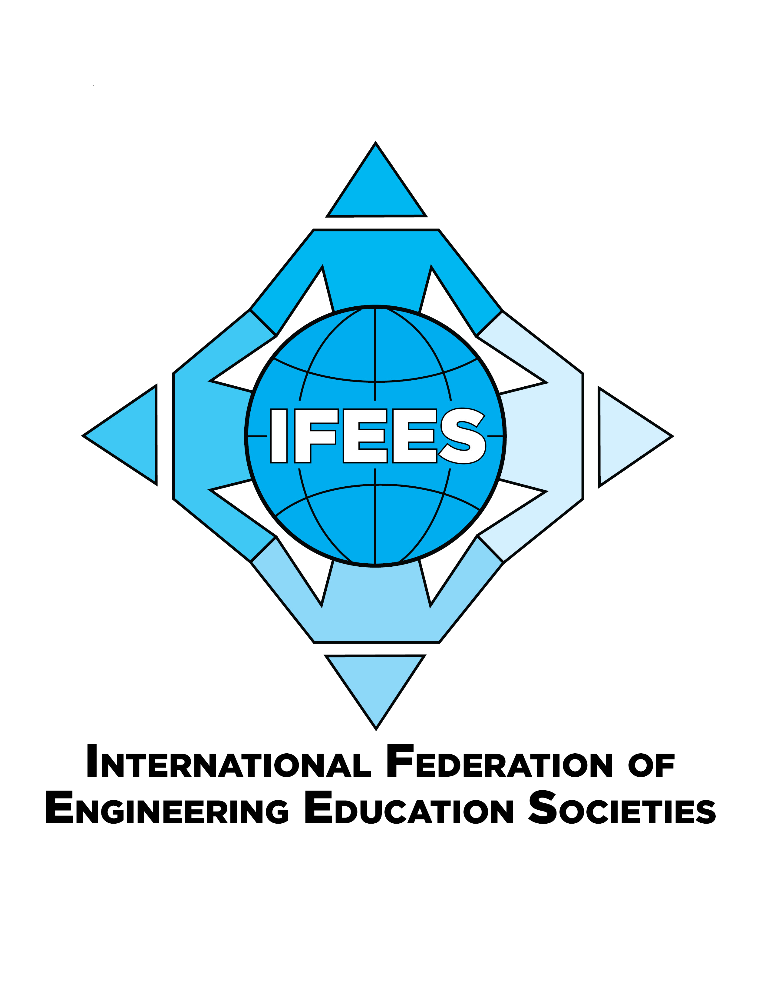 IFEES
International Federation of
Engineering Education Societies